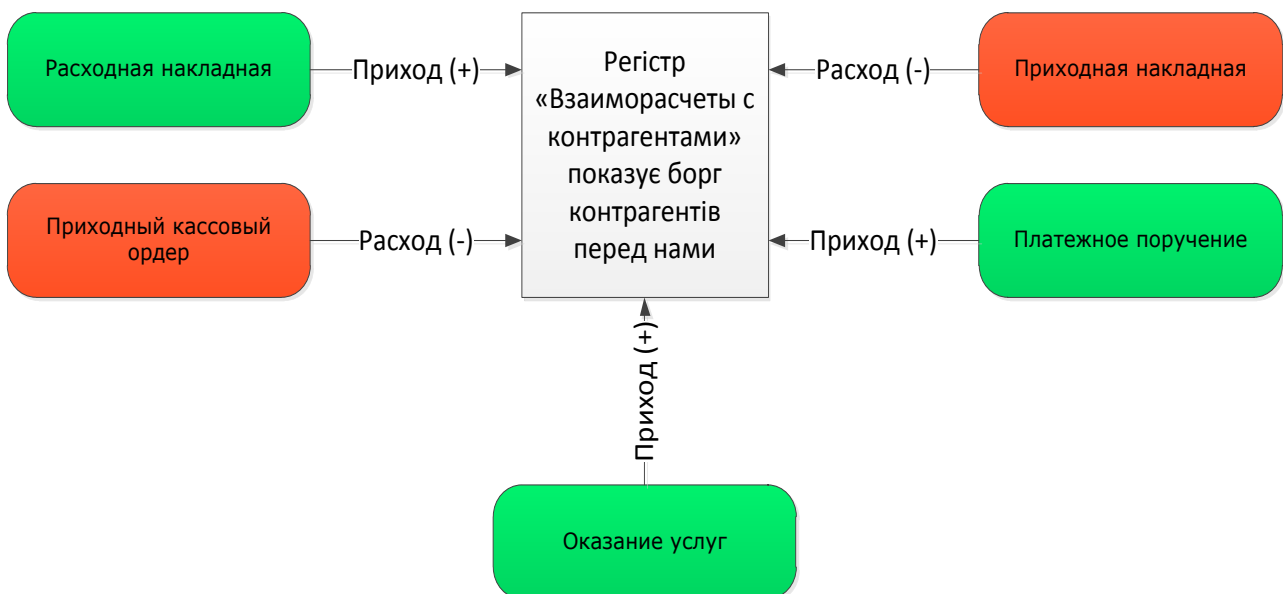 Расходная накладная
Приход (+)
Регістр
«Взаиморасчеты с
контрагентами»
показує борг
контрагентів
перед нами
Расход (-)
Приходная накладная
Приходный кассовый
ордер
Расход (-)
Приход (+)
Платежное поручение
Приход (+)
Оказание услуг